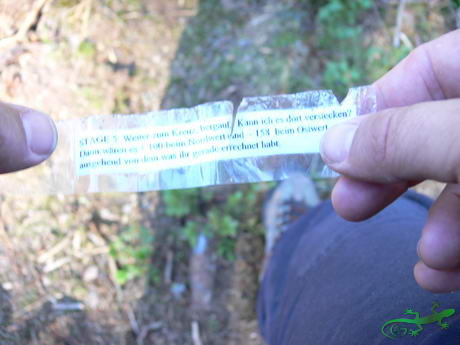 STAGE 5 Weiter zum Kreuz, bergauf. Kann ich es dort verstecken?
Dann wären es + 100 beim Nordwert und - 153 beim Ostwert
ausgehend von dem was ihr gerade errechnet habt.